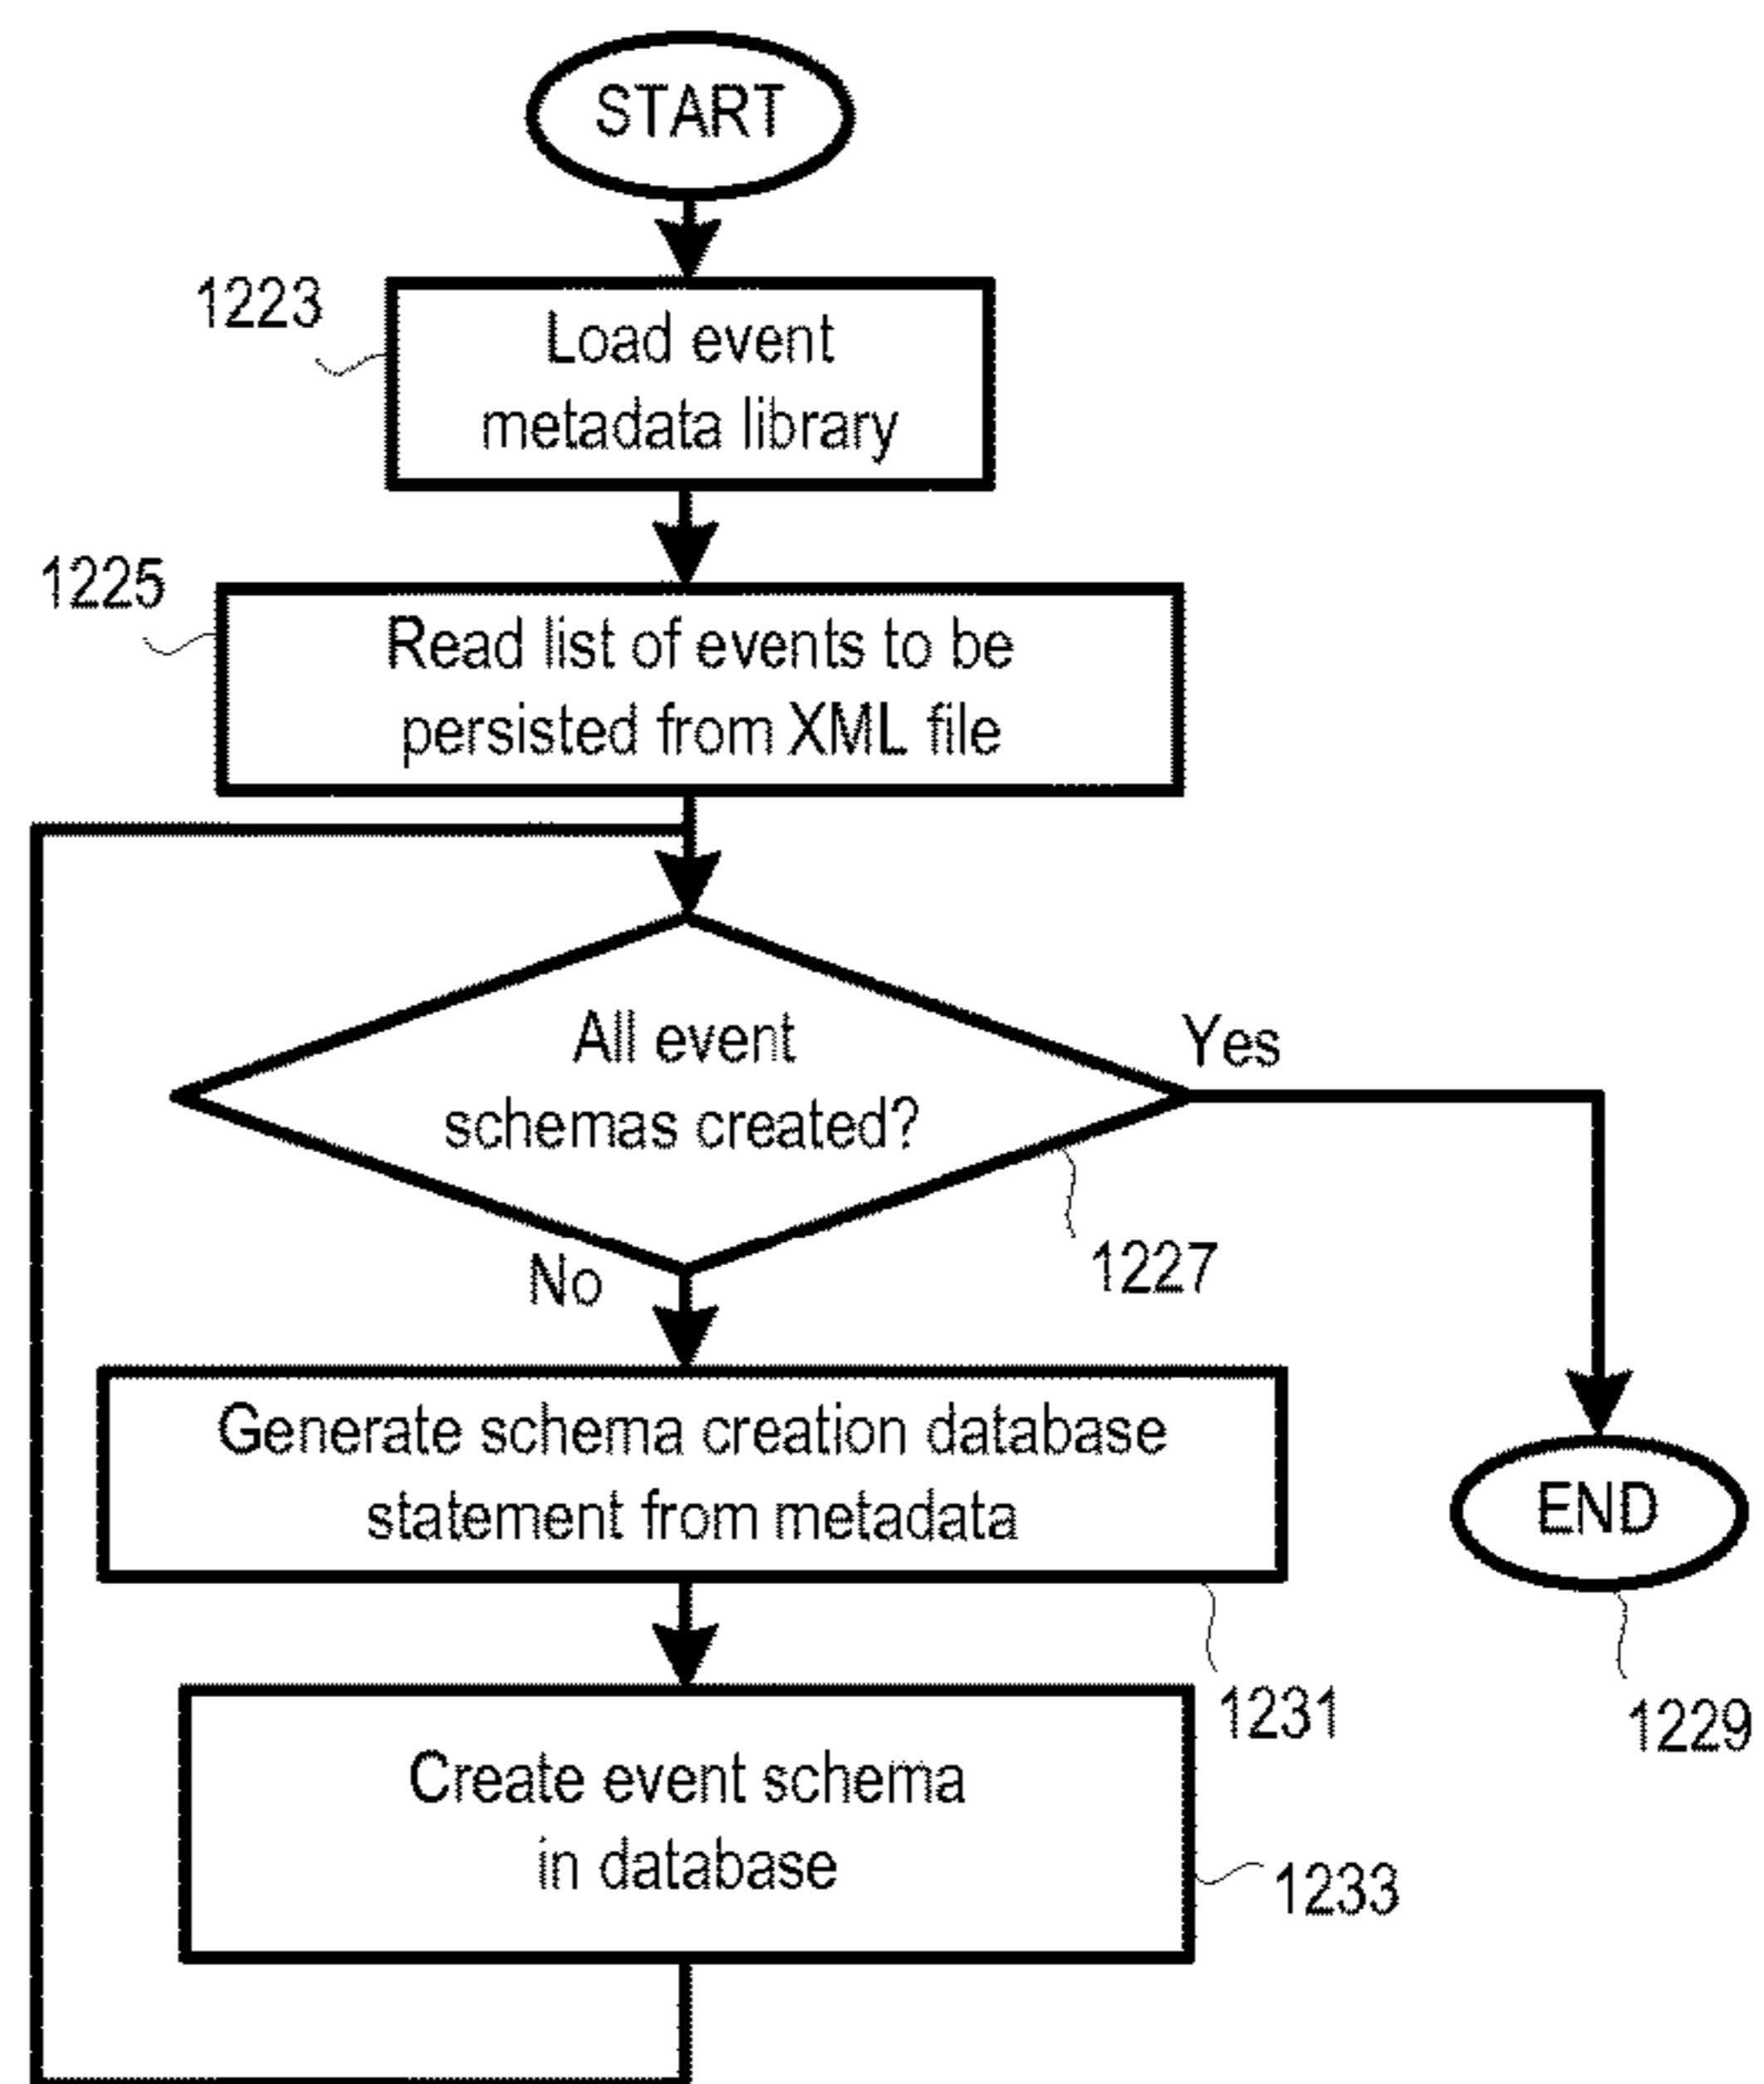 START
1223
Load event
metadata library
1225
Read list of events to be
persisted from XML file
All event
schemas created?
Yes
No
1227
Generate schema creation database
statement from metadata
END
1231
1229
Create event schema
in database
1233